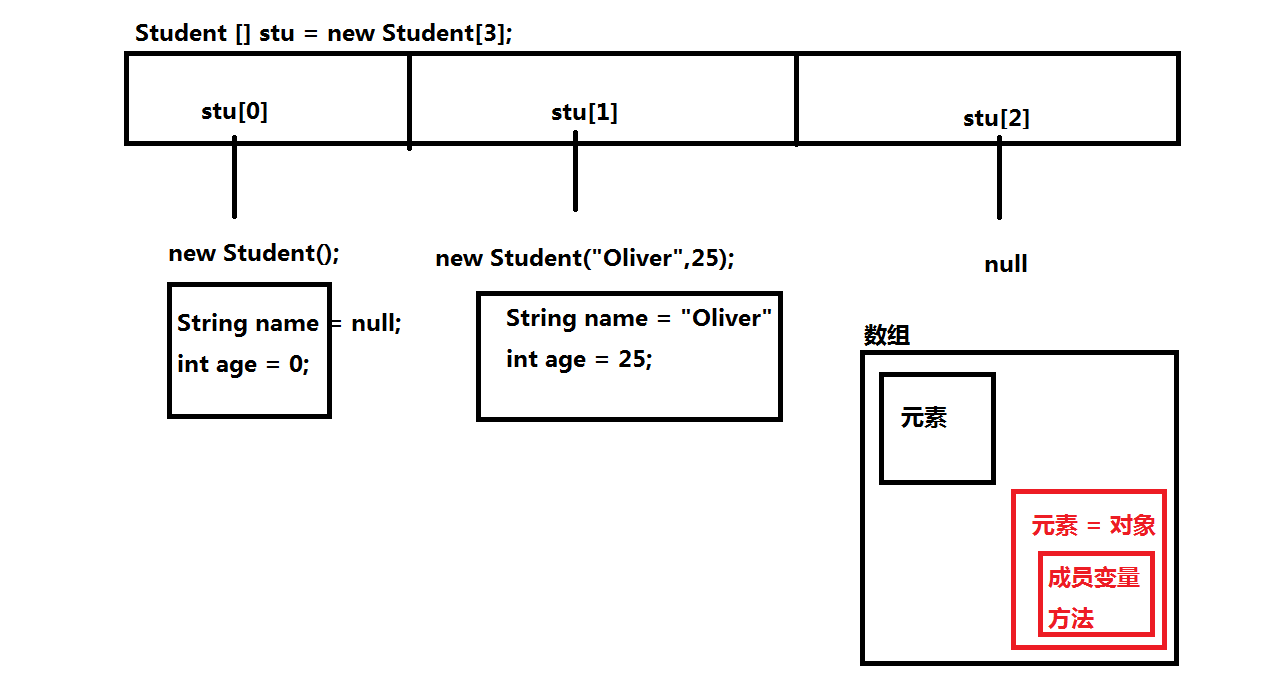 Student [] stu = new Student[3];
stu[0]
stu[1]
stu[2]
new Student();
new Student("Oliver",25);
null
String name = null;
int age = 0;
String name = "Oliver"
int age = 25;
数组
元素
元素 = 对象
成员变量
方法